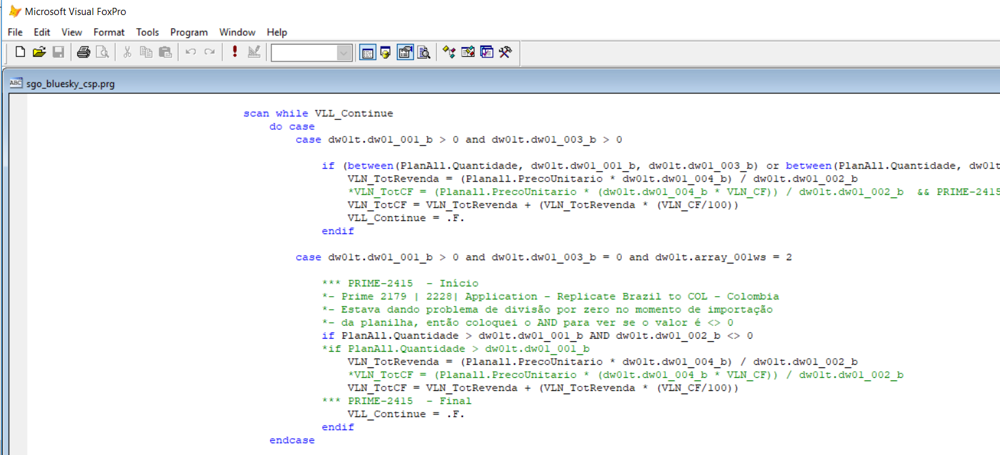 Microsoft Visual FoxPro
File Edit View Format Tools Program Window Help
ABC sgo_bluesky_csp.prg
scan while VLL_Continue
do case
case dw01t.dw01_001_b > 0 and dw01t.dw01_003_b > 0
if (between(PlanAll.Quantidade, dw01t.dw01_001_b, dw01t.dw01_003_b) or between(PlanAll.Quantidade, dw01t
VLN_TotRevenda = (Planall.PrecoUnitario * dw01t.dw01_004_b) / dw01t.dw01_002_b
*VLN_TotCF = (Planall.PrecoUnitario * (dw01t.dw01_004_b * VLN_CF)) / dw01t.dw01_002_b && PRIME-2415
VLN_TotCF = VLN_TotRevenda + (VLN_TotRevenda * (VLN_CF/100))
VLL_Continue = .F.
endif
case dw01t.dw01_001_b > 0 and dw01t.dw01_003_b = 0 and dw01t.array_001ws = 2
*** PRIME-2415 - Início
*- Prime 2179 | 2228| Application - Replicate Brazil to COL - Colombia
*- Estava dando problema de divisão por zero no momento de importação
*- da planilha, então coloquei o AND para ver se o valor é <> 0
if PlanAll.Quantidade > dw01t.dw01_001_b AND dw01t.dw01_002_b <> 0
*if PlanAll.Quantidade > dw01t.dw01_001_b
VLN_TotRevenda = (Planall.PrecoUnitario * dw01t.dw01_004_b) / dw01t.dw01_002_b
*VLN_TotCF = (Planall.PrecoUnitario * (dw01t.dw01_004_b * VLN_CF)) / dw01t.dw01_002_b
VLN_TotCF = VLN_TotRevenda + (VLN_TotRevenda * (VLN_CF/100))
*** PRIME-2415 - Final
VLL_Continue = .F.
endif
endcase